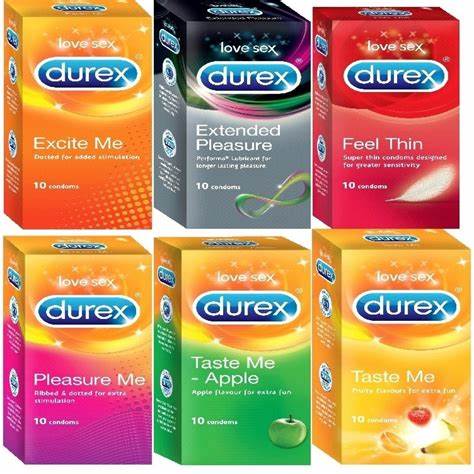 love sex
durex
Excite Me
Dotted for added stimulation
10 condoms
love sex
durex
Extended
Pleasure
Performa® lubricant for
longer lasting pleasure
10 condoms
love sex
durex
Feel Thin
Super thin condoms designed
for greater sensitivity
10 condoms
love sex
durex
Pleasure Me
Ribbed & dotted for extra
stimulation
10 condoms
love sex
durex
Taste Me
- Apple
Apple flavour for extra fun
10 condoms
love sex
durex
Taste Me
Fruity flavours for extra fun
10 condoms